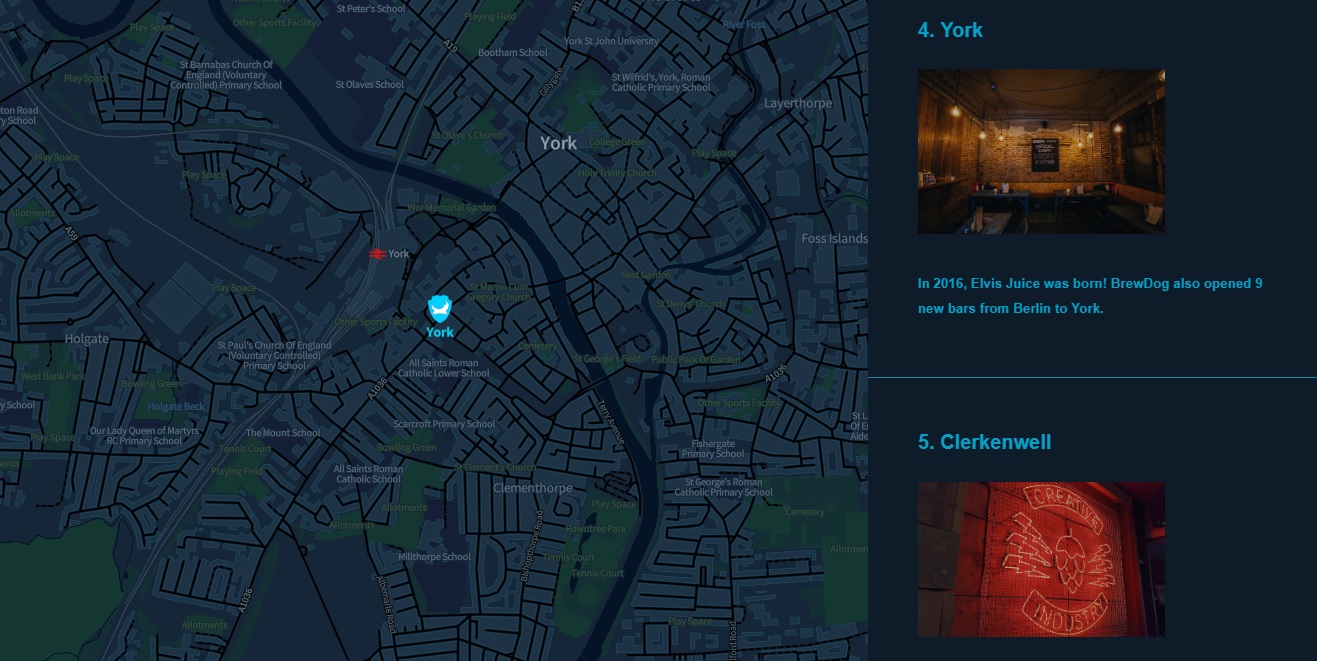 St Peter's School
Playing Field
River Foss
Play Space
Other Sports Facility
York St John University
A19
Bootham School
St Barnabas Church Of
England (Voluntary
Controlled) Primary School
Play Space
St Olaves School
Gillygate
St Wilfrid's, York, Roman
Catholic Primary School
Layerthorpe
ton Road
y School
St Olave's Church
York
College Green
Play Space
Play Space
Holy Trinity Church
Play Space
War Memorial Garden
Allotments
A59
Foss Islands
York
Rest Garden
Play Space
St Martin Cum
Gregory Church
St Denys' Church
Other Sports Facility
York
Holgate
St Paul's Church Of England
(Voluntary Controlled)
Primary School
Cemetery
St George's Field
Public Park Or Garden
All Saints Roman
Catholic Lower School
West Bank Park
Bowling Green
A1036
A1036
y School
Holgate Beck
Other Sports Facility
Terry Avenue
Our Lady Queen of Martyrs
RC Primary School
The Mount School
Scarcroft Primary School
Play Space
Tennis Court
Bowling Green
Fishergate
Primary School
Playing Field
All Saints Roman
Catholic School
St Clement's Church
St George's Roman
Catholic Primary School
Clementhorpe
Allotments
Play Space
Cemetery
Allotments
Rowntree Park
Bishopthorpe Road
Millthorpe School
Tennis Court
Tennis Court
Allotmen
Albemarle Road
A1036
Allotments
Play Space
4. York
In 2016, Elvis Juice was born! BrewDog also opened 9
new bars from Berlin to York.
5. Clerkenwell
CREATIVE
INDUSTRY